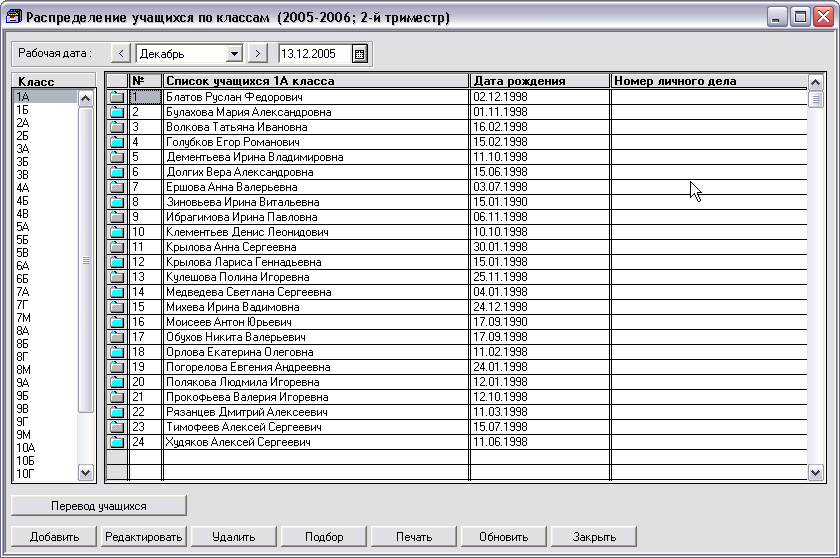 Распределение учащихся по классам (2005-2006; 2-й триместр)
Рабочая дата : < Декабрь > 13.12.2005
Класс
1А
1Б
2А
2Б
3А
3Б
3В
4А
4Б
4В
5А
5Б
5В
6А
6Б
7А
7Г
7М
8А
8Б
8Г
8М
9А
9Б
9В
9Г
9М
10А
10Б
10Г
№ Список учащихся 1А класса Дата рождения Номер личного дела
1 Блатов Руслан Федорович 02.12.1998
2 Булахова Мария Александровна 01.11.1998
3 Волкова Татьяна Ивановна 16.02.1998
4 Голубков Егор Романович 15.02.1998
5 Дементьева Ирина Владимировна 11.10.1998
6 Долгих Вера Александровна 15.06.1998
7 Ершова Анна Валерьевна 03.07.1998
8 Зиновьева Ирина Витальевна 15.01.1990
9 Ибрагимова Ирина Павловна 06.11.1998
10 Клементьев Денис Леонидович 10.10.1998
11 Крылова Анна Сергеевна 30.01.1998
12 Крылова Лариса Геннадьевна 15.01.1998
13 Кулешова Полина Игоревна 25.11.1998
14 Медведева Светлана Сергеевна 04.01.1998
15 Михева Ирина Вадимовна 24.12.1998
16 Моисеев Антон Юрьевич 17.09.1990
17 Обухов Никита Валерьевич 17.09.1998
18 Орлова Екатерина Олеговна 11.02.1998
19 Погорелова Евгения Андреевна 24.01.1998
20 Полякова Людмила Игоревна 12.01.1998
21 Прокофьева Валерия Игоревна 12.10.1998
22 Рязанцев Дмитрий Алексеевич 11.03.1998
23 Тимофеев Алексей Сергеевич 15.07.1998
24 Худяков Алексей Сергеевич 11.06.1998
Перевод учащихся
Добавить Редактировать Удалить Подбор Печать Обновить Закрыть